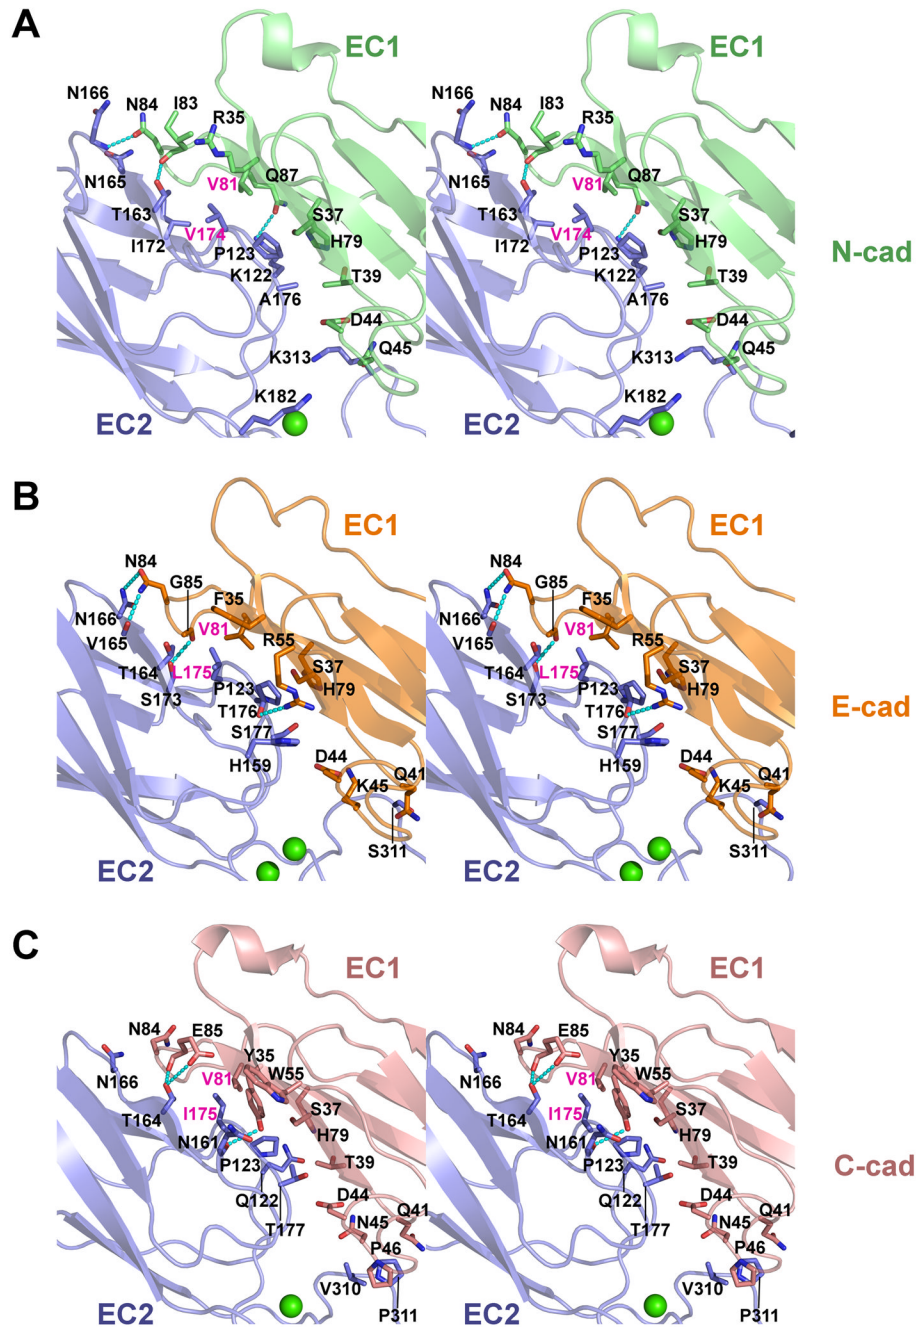 A
EC1 EC1
N166 N84 I83 R35 N166 N84 I83 R35
N165 V81 Q87 N165 V81 Q87
T163 S37 T163 S37
V174 V174
I172 P123 H79 I172 P123 H79
N-cad
K122 T39 K122 T39
A176 A176
D44 D44
K313 Q45 K313 Q45
K182 K182
EC2 EC2
B
EC1 EC1
N84 N84
G85 F35 G85 F35
N166 V81 R55 N166 V81 R55
V165 V165
T164 L175 P123 S37 T164 L175 P123 S37
S173 H79 S173 H79
T176 T176
E-cad
S177 S177
H159 D44 Q41 H159 D44 Q41
K45 K45
S311 S311
EC2 EC2
C
EC1 EC1
N84 E85 Y35 N84 E85 Y35
N166 V81 W55 N166 V81 W55
T164 I175 S37 T164 I175 S37
N161 H79 N161 H79
P123 T39 P123 T39
C-cad
Q122 D44 Q41 Q122 D44 Q41
T177 N45 T177 N45
P46 P46
V310 V310
EC2 P311 EC2 P311